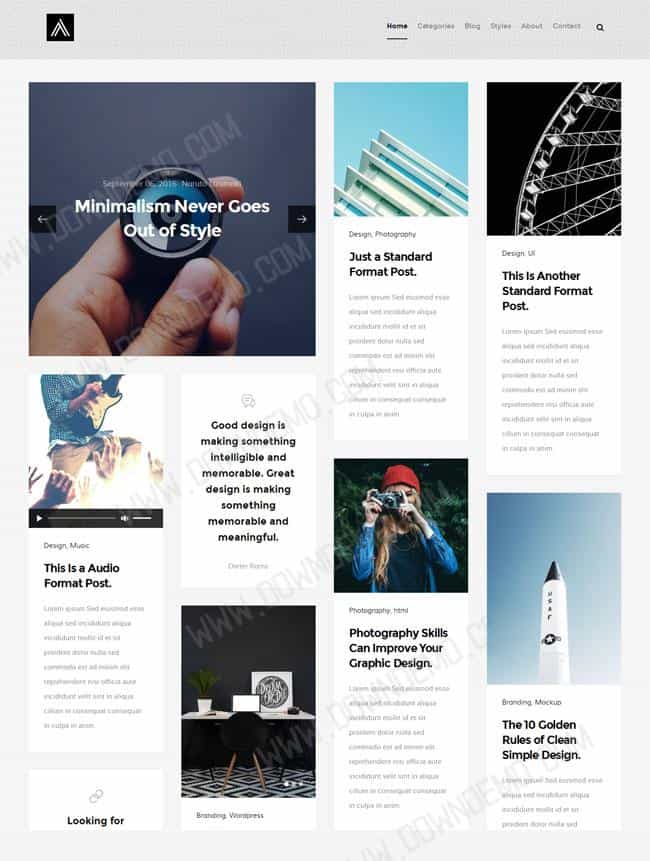 Home Categories Blog Styles About Contact
September 06, 2016 Naruto Uzumaki
Minimalism Never Goes
Out of Style
Design, Photography
Just a Standard
Format Post.
Lorem ipsum Sed eiusmod esse
aliqua sed incididunt aliqua
incididunt mollit id et sit
proident dolor nulla sed
commodo est ad minim elit
reprehenderit nisi officia aute
incididunt velit sint in aliqua
cillum in consequat consequat
in culpa in anim
Design, UI
This Is Another
Standard Format
Post.
Lorem ipsum Sed eiusmod esse
aliqua sed incididunt aliqua
incididunt mollit id et sit
proident dolor nulla sed
commodo est ad minim elit
reprehenderit nisi officia aute
incididunt velit sint in aliqua
cillum in consequat consequat
in culpa in anim
Design, Music
This Is a Audio
Format Post.
Lorem ipsum Sed eiusmod esse
aliqua sed incididunt aliqua
incididunt mollit id et sit
proident dolor nulla sed
commodo est ad minim elit
reprehenderit nisi officia aute
incididunt velit sint in aliqua
cillum in consequat consequat
in culpa in anim
Looking for
Good design is
making something
intelligible and
memorable. Great
design is making
something
memorable and
meaningful.
Dieter Rams
Branding, Wordpress
Photography, html
Photography Skills
Can Improve Your
Graphic Design.
Lorem ipsum Sed eiusmod esse
aliqua sed incididunt aliqua
incididunt mollit id et sit
proident dolor nulla sed
commodo est ad minim elit
reprehenderit nisi officia aute
incididunt velit sint in aliqua
cillum in consequat consequat
in culpa in anim
USAF
Branding, Mockup
The 10 Golden
Rules of Clean
Simple Design.
Lorem ipsum Sed eiusmod esse
aliqua sed incididunt aliqua
incididunt mollit id et sit
proident dolor nulla sed
WWW.DOWNDEMO.COM
WWW.DOWNDEMO.COM
WWW.DOWNDEMO.COM
WWW.DOWNDEMO.COM